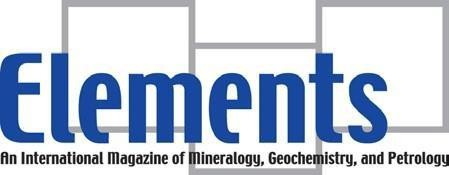 Elements
An International Magazine of Mineralogy, Geochemistry, and Petrology